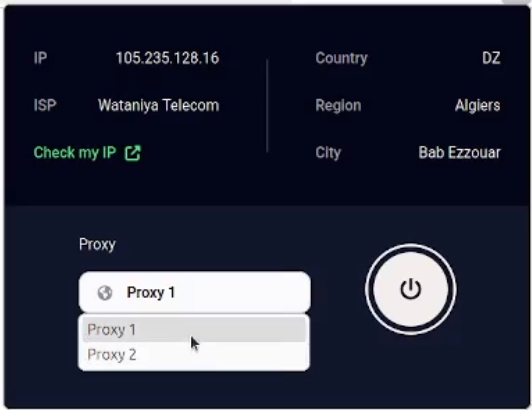 IP 105.235.128.16 Country DZ
ISP Wataniya Telecom Region Algiers
Check my IP City Bab Ezzouar
Proxy
Proxy 1
Proxy 1
Proxy 2